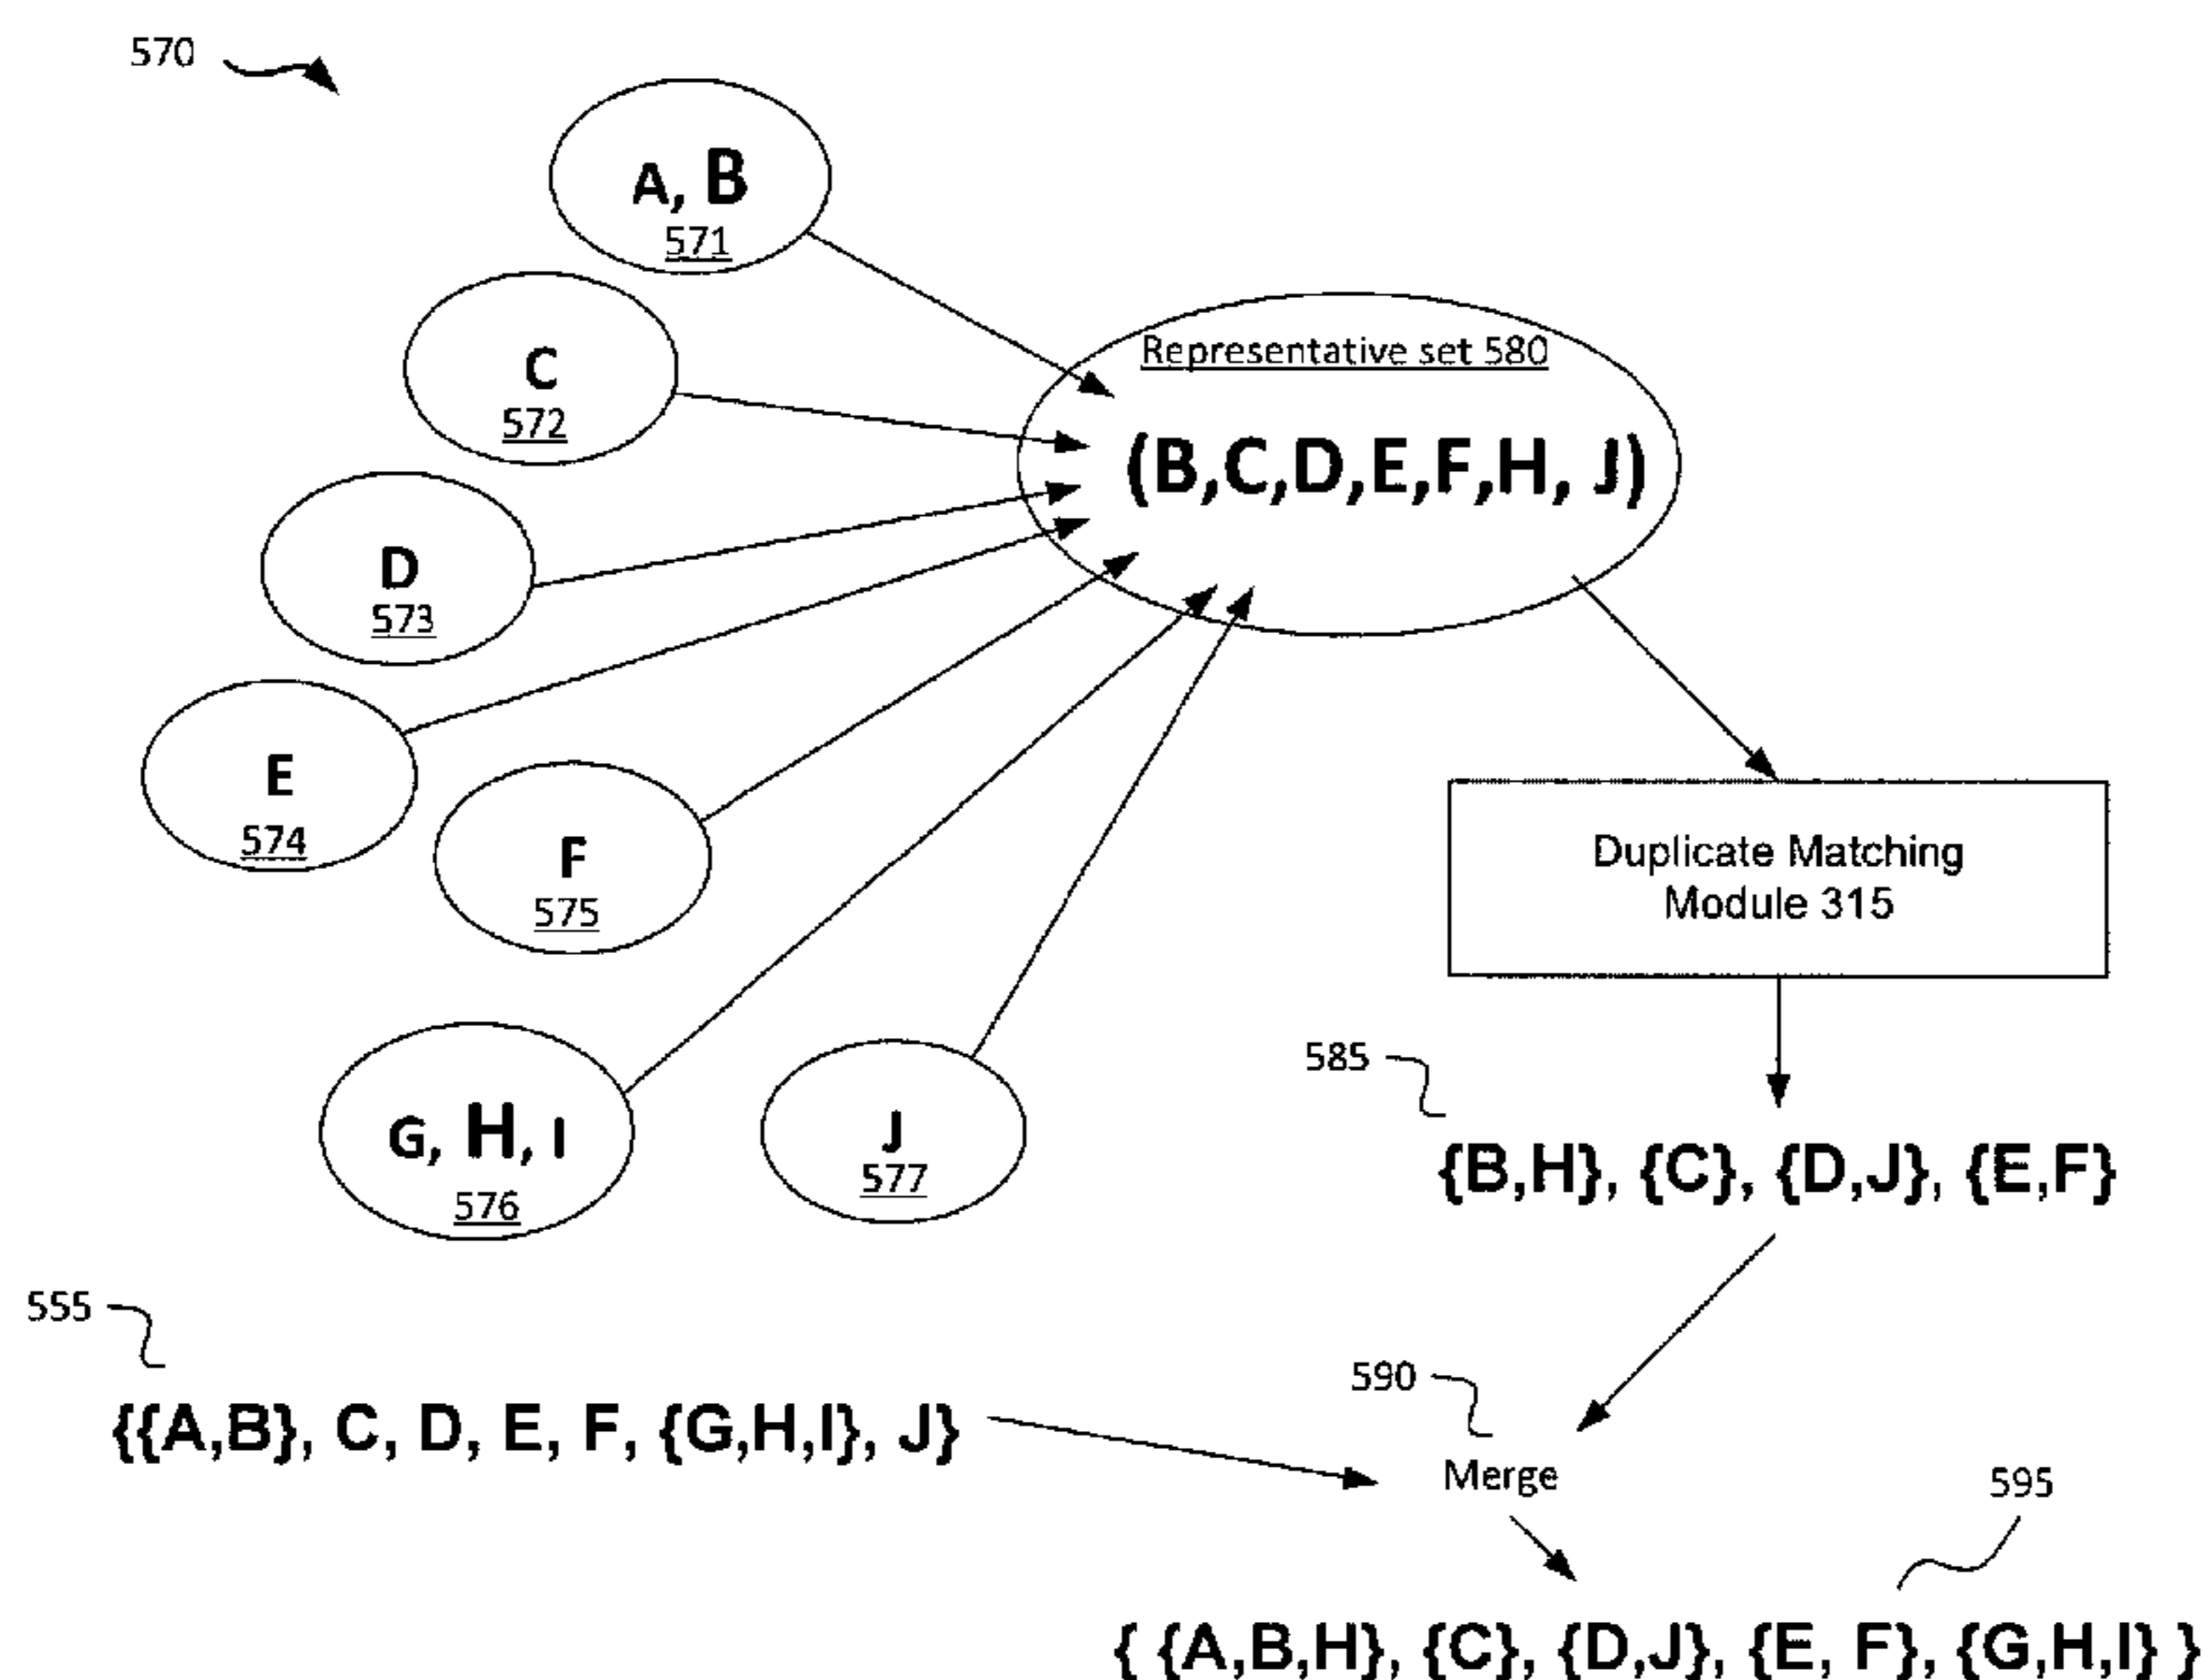 570
A, B
571
C
572
Representative set 580
(B,C,D,E,F,H, J)
D
573
E
574
F
575
Duplicate Matching
Module 315
G, H, I
576
J
577
585
{B,H}, {C}, {D,J}, {E,F}
555
{{A,B}, C, D, E, F, {G,H,I}, J}
590
Merge
595
{ {A,B,H}, {C}, {D,J}, {E, F}, {G,H,I} }